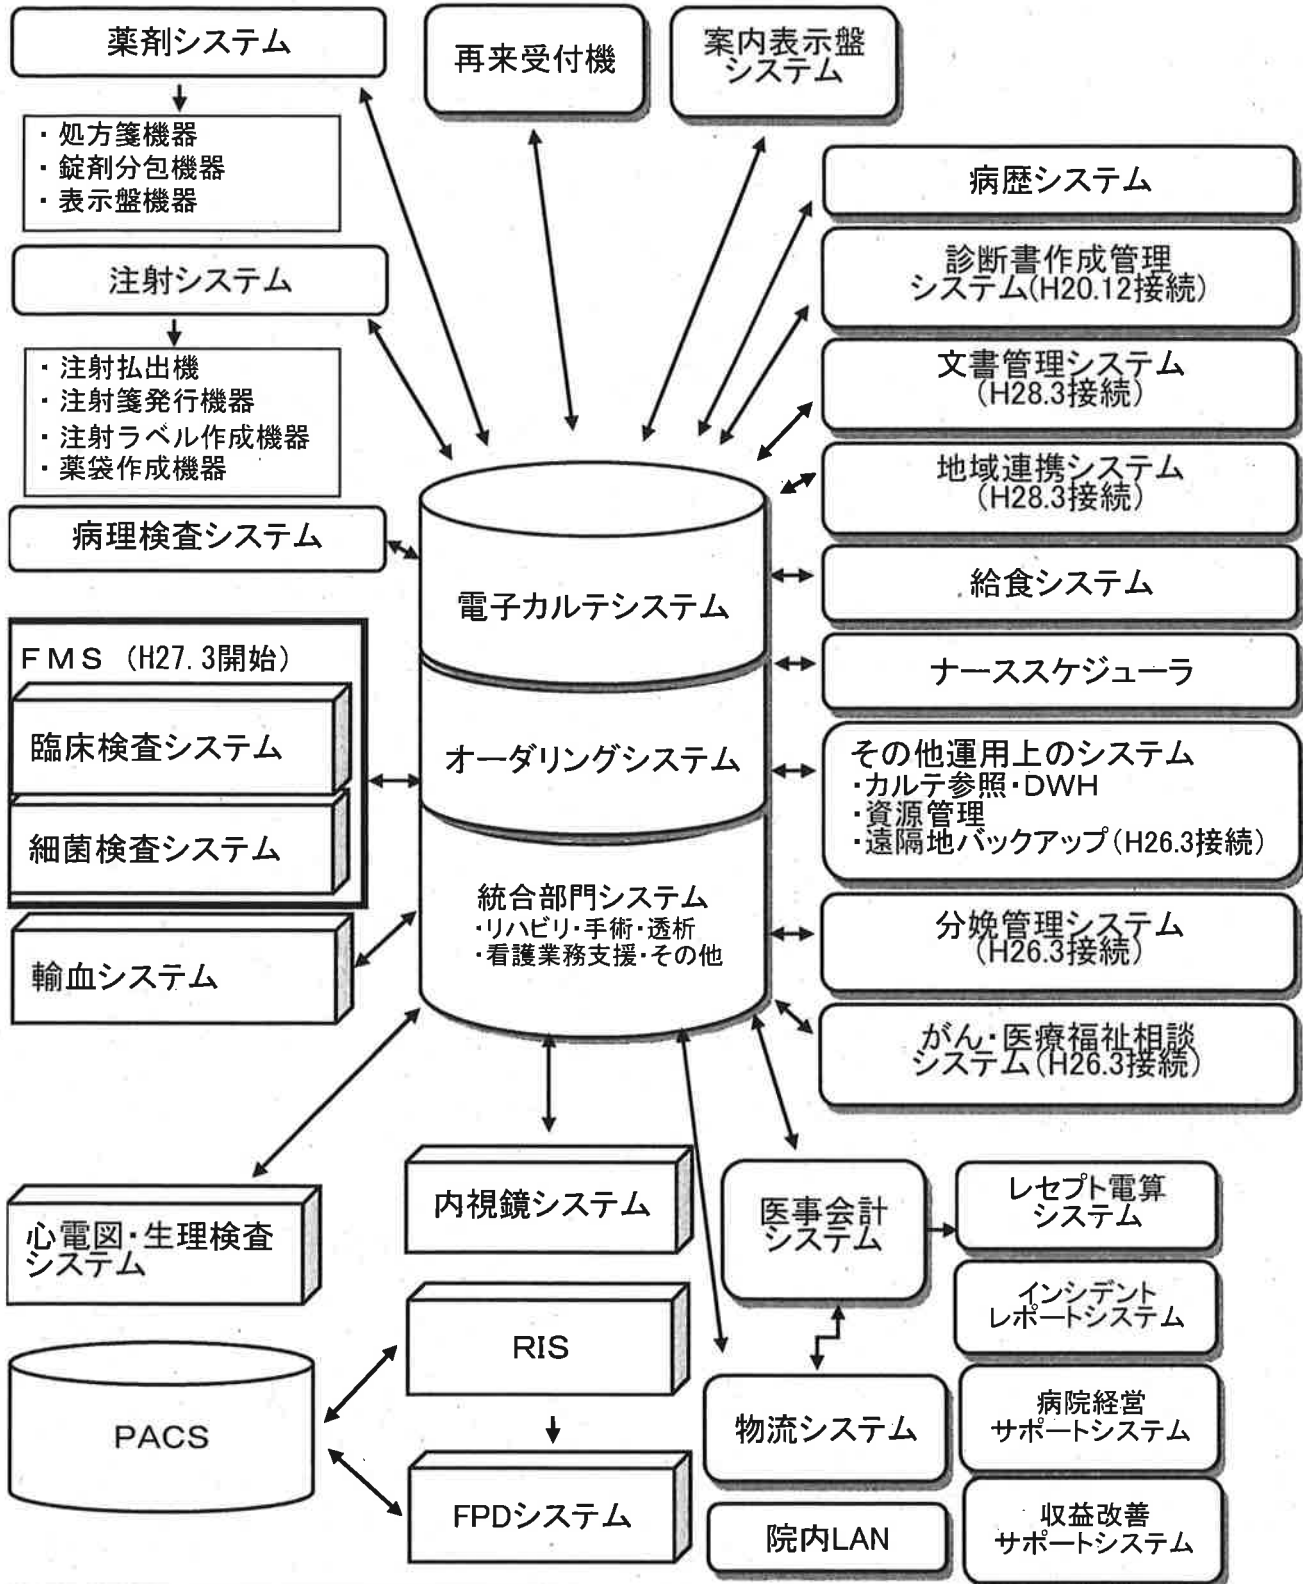 薬剤システム
・処方箋機器
・錠剤分包機器
・表示盤機器
注射システム
・注射払出機
・注射箋発行機器
・注射ラベル作成機器
・薬袋作成機器
病理検査システム
FMS (H27.3開始)
臨床検査システム
細菌検査システム
輸血システム
心電図・生理検査
システム
PACS
再来受付機
案内表示盤
システム
電子カルテシステム
オーダリングシステム
統合部門システム
・リハビリ・手術・透析
・看護業務支援・その他
内視鏡システム
RIS
FPDシステム
病歴システム
診断書作成管理
システム(H20.12接続)
文書管理システム
(H28.3接続)
地域連携システム
(H28.3接続)
給食システム
ナーススケジューラ
その他運用上のシステム
・カルテ参照・DWH
・資源管理
・遠隔地バックアップ(H26.3接続)
分娩管理システム
(H26.3接続)
がん・医療福祉相談
システム(H26.3接続)
医事会計
システム
物流システム
院内LAN
レセプト電算
システム
インシデント
レポートシステム
病院経営
サポートシステム
収益改善
サポートシステム